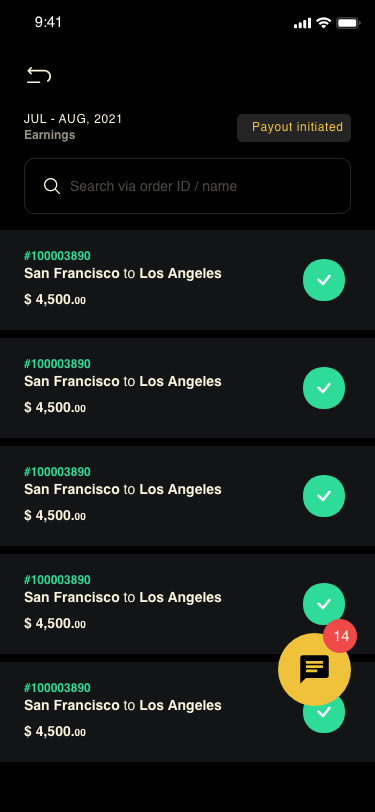 9:41
JUL - AUG, 2021
Earnings
Payout initiated
Search via order ID / name
#100003890
San Francisco to Los Angeles
$ 4,500.00
#100003890
San Francisco to Los Angeles
$ 4,500.00
#100003890
San Francisco to Los Angeles
$ 4,500.00
#100003890
San Francisco to Los Angeles
$ 4,500.00
14
#100003890
San Francisco to Los Angeles
$ 4,500.00